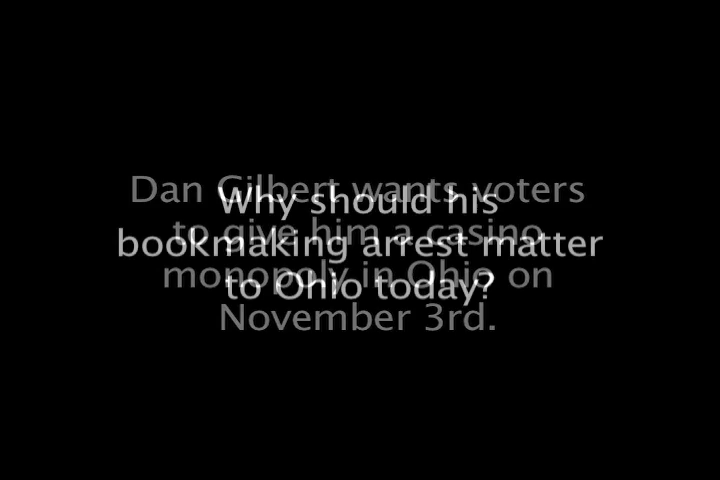 Why should his
bookmaking arrest matter
to Ohio today?
Dan Gilbert wants voters
to give him a casino
monopoly in Ohio on
November 3rd.